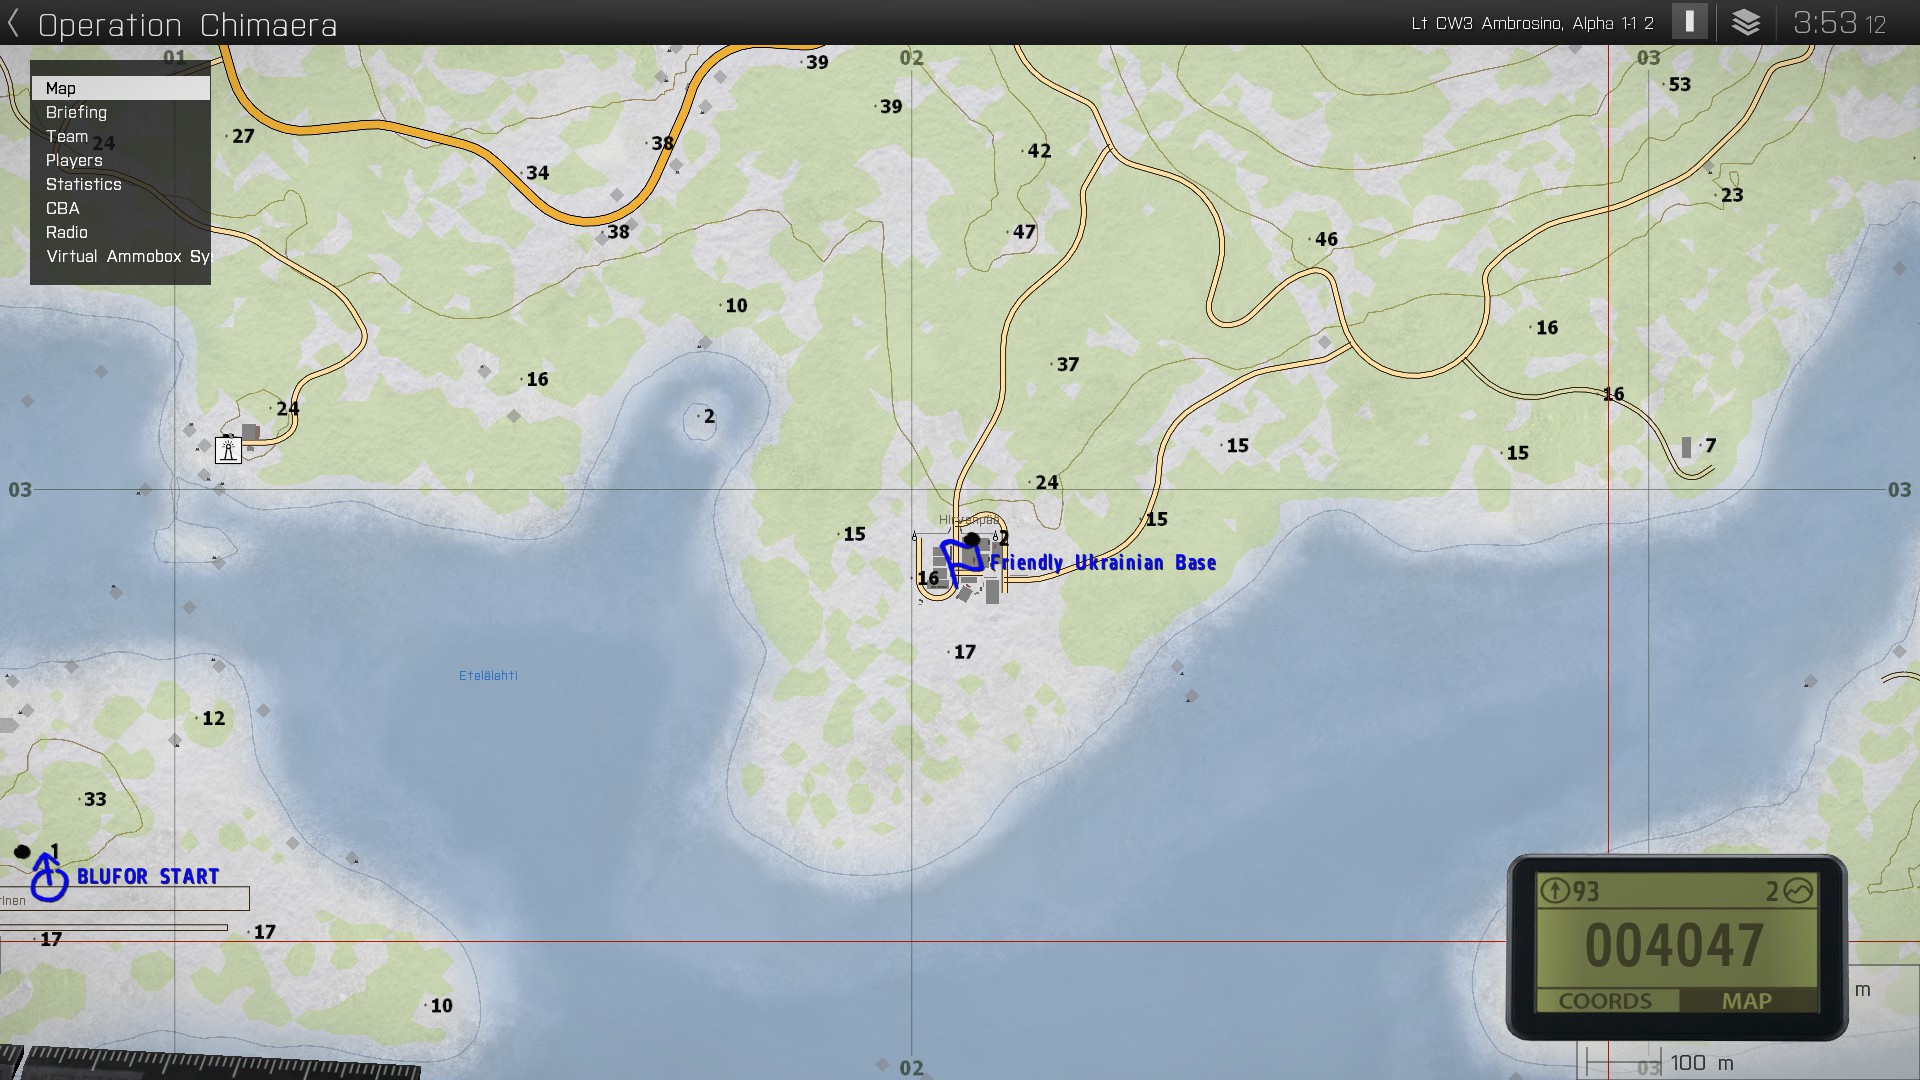 Operation Chimaera
Lt CW3 Ambrosino, Alpha 1-1 2
3:53 12
01 02 03
Map
Briefing
Team
Players
Statistics
CBA
Radio
Virtual Ammobox Sy
39
53
39
24
27
38
42
34
23
38
47
46
10
16
37
16
24
2
16
15
15
7
24
03
03
Hirvenpää
15
15
2
Friendly Ukrainian Base
16
17
Etelälahti
12
33
1
BLUFOR START
17
17
10
93 2
004047
COORDS MAP
m
02
03
100 m